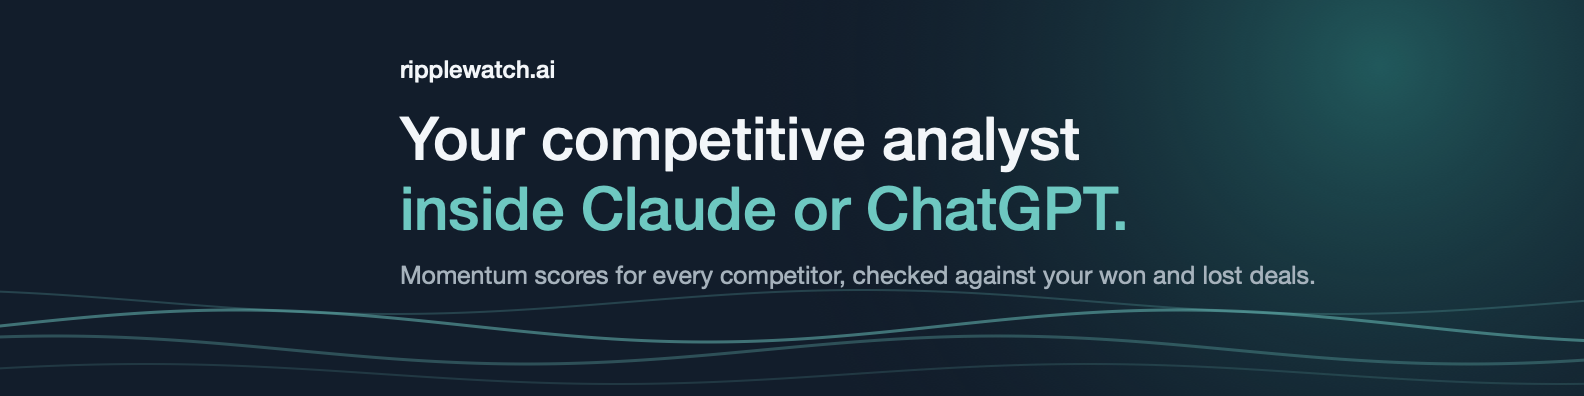 ripplewatch.ai
Your competitive analyst
inside Claude or ChatGPT.
Momentum scores for every competitor, checked against your won and lost deals.